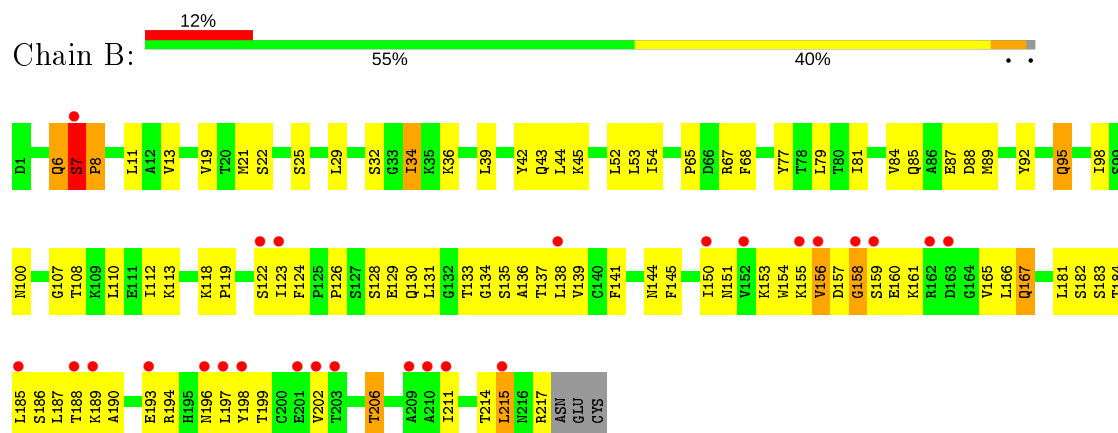 12%
Chain B:
55% 40% • •
D1 Q6 S7 P8 L11 A12 V13 V19 T20 M21 S22 S25 L29 S32 G33 I34 K35 K36 L39 Y42 Q43 L44 K45 L52 L53 I54 P65 D66 R67 F68 Y77 T78 L79 T80 I81 V84 Q85 A86 E87 D88 M89 Y92 Q95 I98 S99
N100 G107 T108 K109 L110 E111 I112 K113 K118 P119 S122 I123 F124 P125 P126 S127 S128 E129 Q130 L131 G132 T133 G134 S135 A136 T137 L138 V139 C140 F141 N144 F145 I150 N151 V152 K153 W154 K155 V156 D157 G158 S159 E160 K161 R162 D163 G164 V165 L166 Q167 L181 S182 S183 T184
L185 S186 L187 T188 K189 A190 E193 R194 H195 N196 L197 Y198 T199 C200 E201 V202 T203 T206 A209 A210 I211 T214 L215 N216 R217 ASN GLU CYS